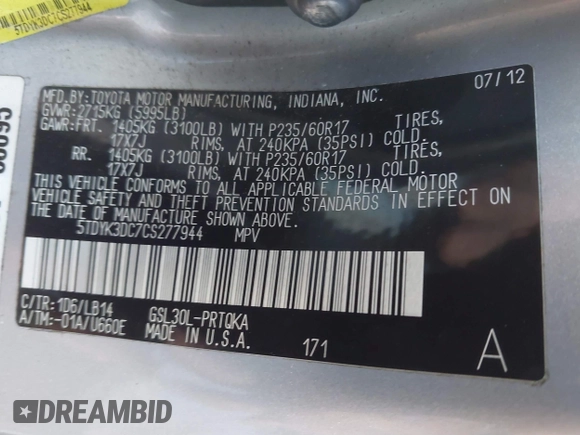 5TDYK3DC7CS277944
MFD. BY: TOYOTA MOTOR MANUFACTURING, INDIANA, INC. 07/12
GVWR: 2715KG (5995LB)
GAWR: FRT. 1405KG (3100LB) WITH P235/60R17 TIRES,
17X7J RIMS, AT 240KPA (35PSI) COLD.
RR. 1405KG (3100LB) WITH P235/60R17 TIRES,
17X7J RIMS, AT 240KPA (35PSI) COLD.
THIS VEHICLE CONFORMS TO ALL APPLICABLE FEDERAL MOTOR
VEHICLE SAFETY AND THEFT PREVENTION STANDARDS IN EFFECT ON
THE DATE OF MANUFACTURE SHOWN ABOVE.
5TDYK3DC7CS277944 MPV
C/TR: 1D6/LB14 GSL30L-PRTQKA
A/TM: -01A/U660E MADE IN U.S.A. 171 A
DREAMBID